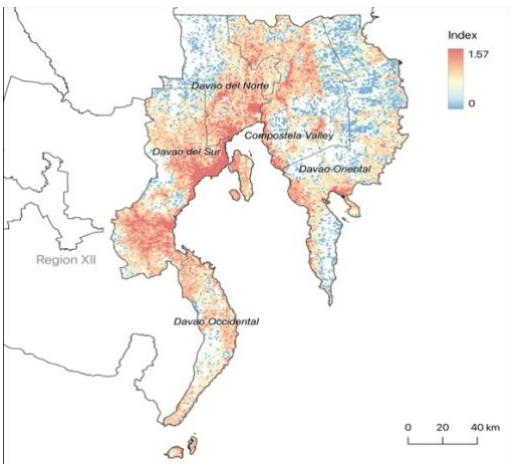 Index
1.57
0
Davao del Norte
Compostela Valley
Davao del Sur
Davao Oriental
Region XII
Davao Occidental
0 20 40 km